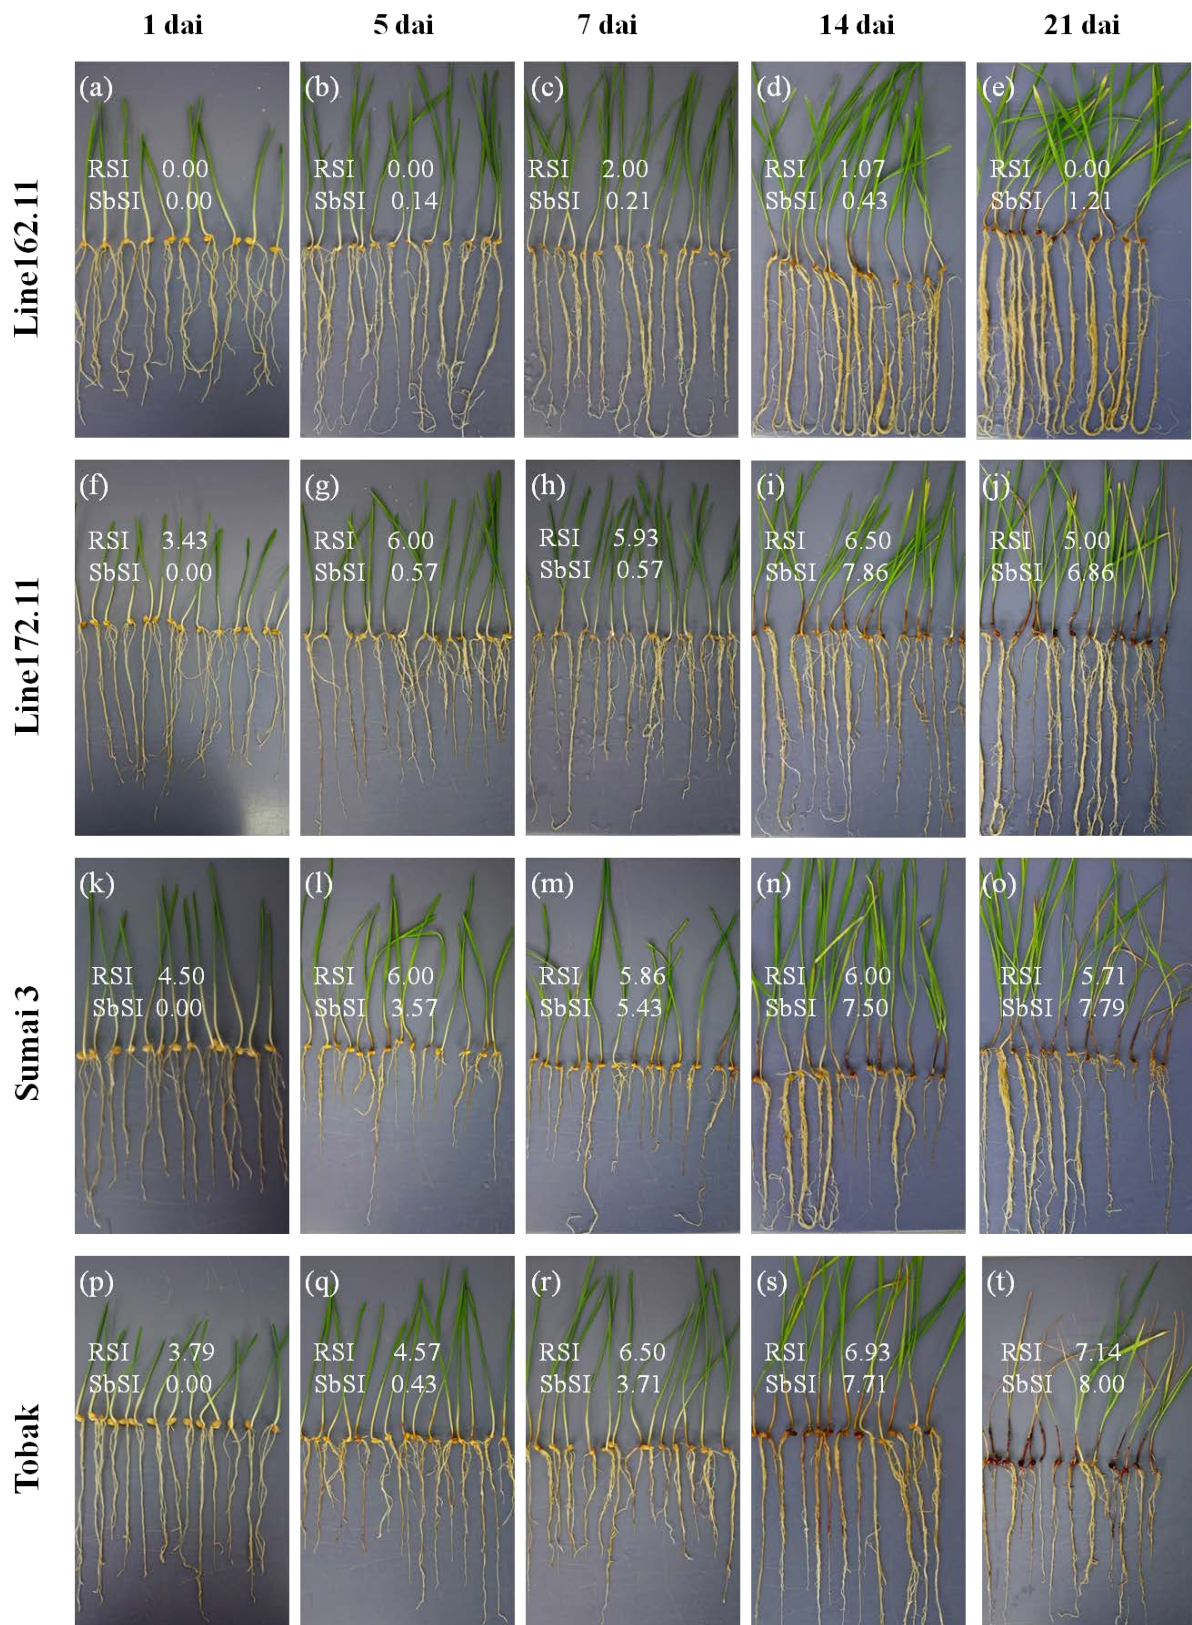 1 dai 5 dai 7 dai 14 dai 21 dai
Line162.11
(a) (b) (c) (d) (e)
RSI 0.00 RSI 0.00 RSI 2.00 RSI 1.07 RSI 0.00
SbSI 0.00 SbSI 0.14 SbSI 0.21 SbSI 0.43 SbSI 1.21
Line172.11
(f) (g) (h) (i) (j)
RSI 3.43 RSI 6.00 RSI 5.93 RSI 6.50 RSI 5.00
SbSI 0.00 SbSI 0.57 SbSI 0.57 SbSI 7.86 SbSI 6.86
Sumai 3
(k) (l) (m) (n) (o)
RSI 4.50 RSI 6.00 RSI 5.86 RSI 6.00 RSI 5.71
SbSI 0.00 SbSI 3.57 SbSI 5.43 SbSI 7.50 SbSI 7.79
Tobak
(p) (q) (r) (s) (t)
RSI 3.79 RSI 4.57 RSI 6.50 RSI 6.93 RSI 7.14
SbSI 0.00 SbSI 0.43 SbSI 3.71 SbSI 7.71 SbSI 8.00